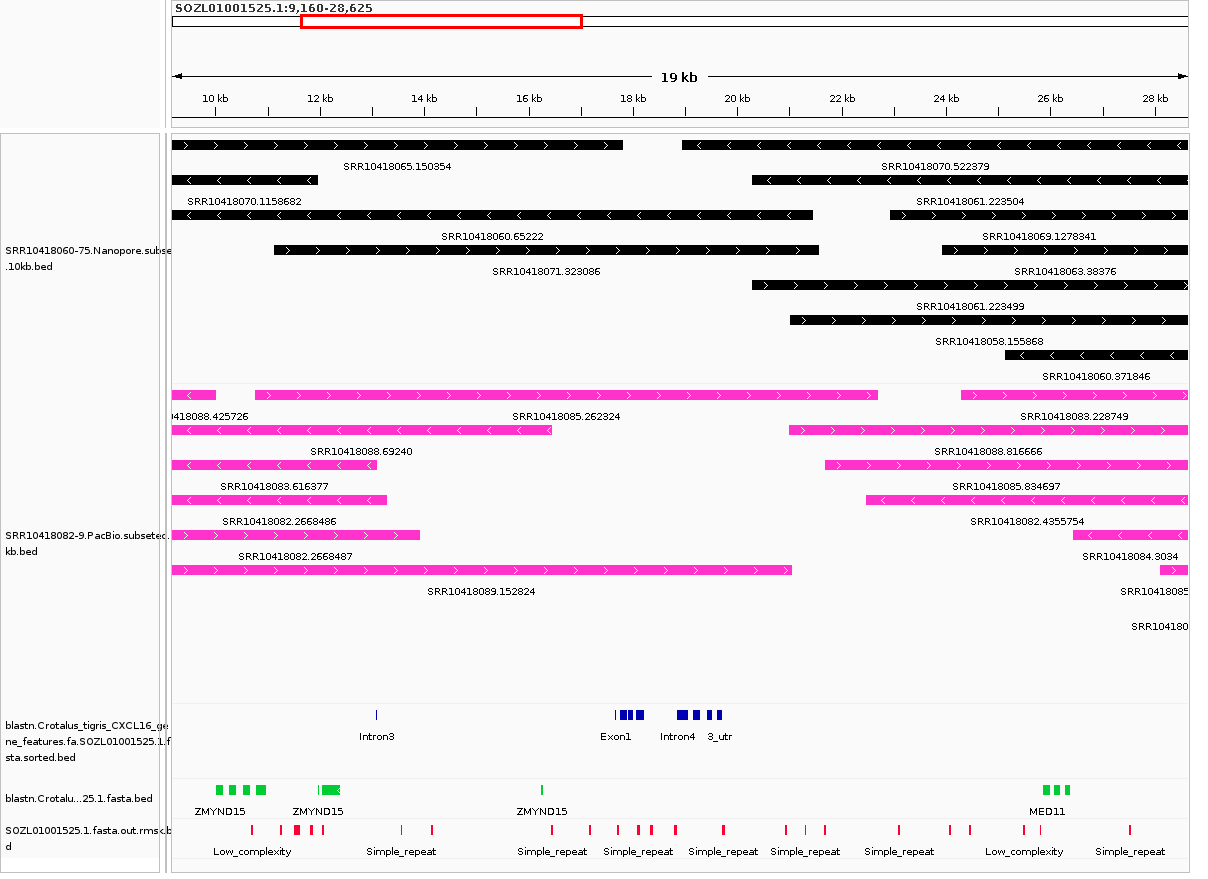 SOZL01001525.1:9,160-28,625
19 kb
10 kb 12 kb 14 kb 16 kb 18 kb 20 kb 22 kb 24 kb 26 kb 28 kb
SRR10418065.150354 SRR10418070.522379
SRR10418070.1158682 SRR10418061.223504
SRR10418060.65222 SRR10418069.1278341
SRR10418060-75.Nanopore.subse
.10kb.bed
SRR10418071.323086 SRR10418063.38376
SRR10418061.223499
SRR10418058.155868
SRR10418060.371846
418088.425726 SRR10418085.262324 SRR10418083.228749
SRR10418088.69240 SRR10418088.816666
SRR10418083.616377 SRR10418085.834697
SRR10418082.2668486 SRR10418082.4355754
SRR10418082-9.PacBio.subseted.
kb.bed
SRR10418082.2668487 SRR10418084.3034
SRR10418089.152824 SRR10418085
SRR104180
blastn.Crotalus_tigris_CXCL16_ge
ne_features.fa.SOZL01001525.1.f
sta.sorted.bed
Intron3 Exon1 Intron4 3_utr
blastn.Crotalu...25.1.fasta.bed
ZMYND15 ZMYND15 ZMYND15 MED11
SOZL01001525.1.fasta.out.rmsk.b
d
Low_complexity Simple_repeat Simple_repeat Simple_repeat Simple_repeat Simple_repeat Simple_repeat Low_complexity Simple_repeat